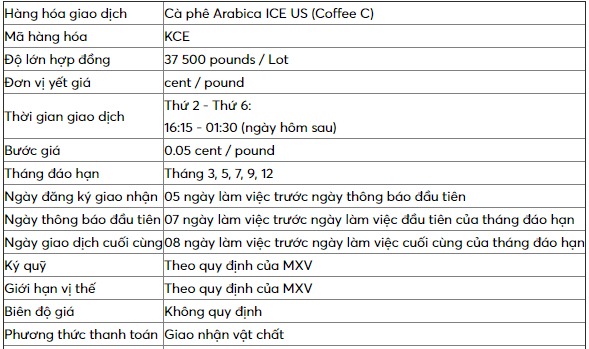 Hàng hóa giao dịch Cà phê Arabica ICE US (Coffee C)
Mã hàng hóa KCE
Độ lớn hợp đồng 37 500 pounds / Lot
Đơn vị yết giá cent / pound
Thời gian giao dịch Thứ 2 - Thứ 6:
16:15 - 01:30 (ngày hôm sau)
Bước giá 0.05 cent / pound
Tháng đáo hạn Tháng 3, 5, 7, 9, 12
Ngày đăng ký giao nhận 05 ngày làm việc trước ngày thông báo đầu tiên
Ngày thông báo đầu tiên 07 ngày làm việc trước ngày làm việc đầu tiên của tháng đáo hạn
Ngày giao dịch cuối cùng 08 ngày làm việc trước ngày làm việc cuối cùng của tháng đáo hạn
Ký quỹ Theo quy định của MXV
Giới hạn vị thế Theo quy định của MXV
Biên độ giá Không quy định
Phương thức thanh toán Giao nhận vật chất